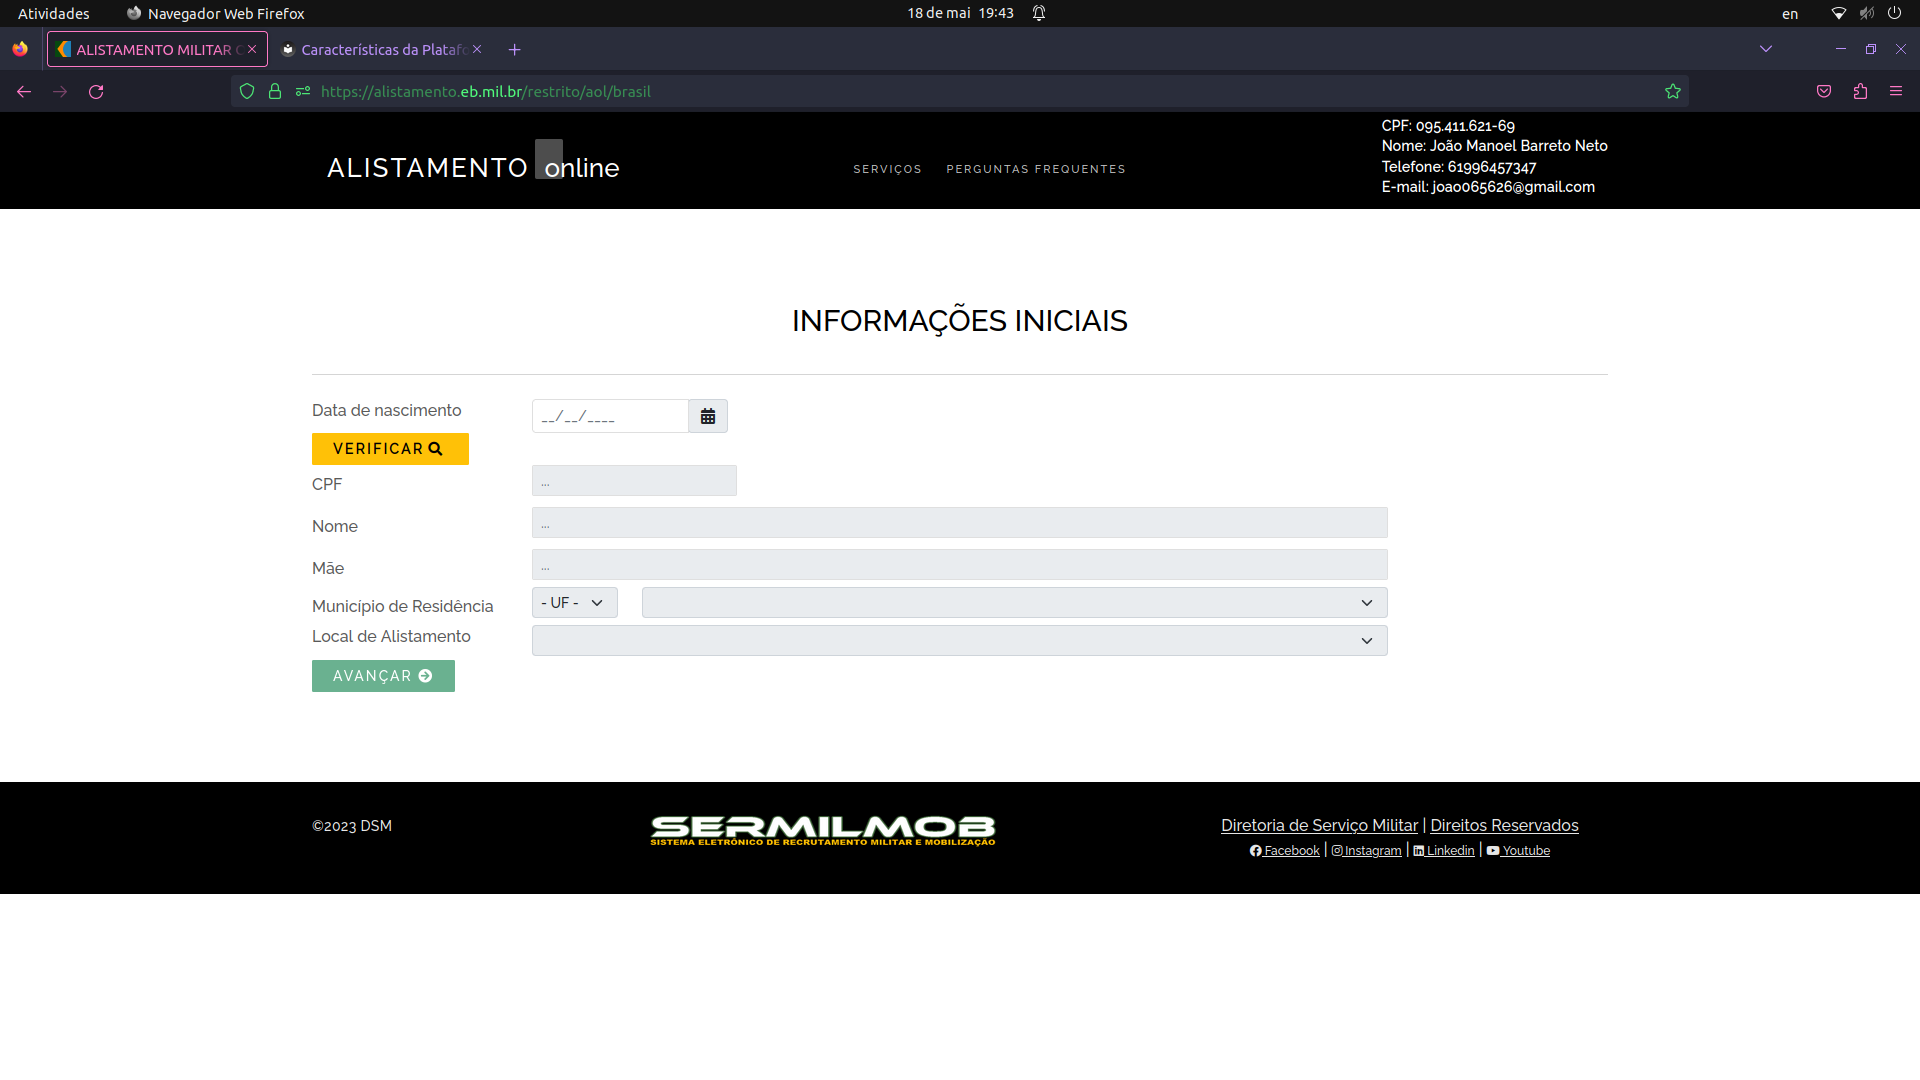 Atividades
Navegador Web Firefox
18 de mai 19:43
en
ALISTAMENTO MILITAR
Características da Plataf
https://alistamento.eb.mil.br/restrito/aol/brasil
ALISTAMENTO online
SERVIÇOS
PERGUNTAS FREQUENTES
CPF: 095.411.621-69
Nome: João Manoel Barreto Neto
Telefone: 61996457347
E-mail: joao065626@gmail.com
INFORMAÇÕES INICIAIS
Data de nascimento
__/__/____
VERIFICAR
CPF
...
Nome
...
Mãe
...
Município de Residência
- UF -
Local de Alistamento
AVANÇAR
©2023 DSM
SERMILMOB
SISTEMA ELETRÔNICO DE RECRUTAMENTO MILITAR E MOBILIZAÇÃO
Diretoria de Serviço Militar | Direitos Reservados
Facebook | Instagram | Linkedin | Youtube